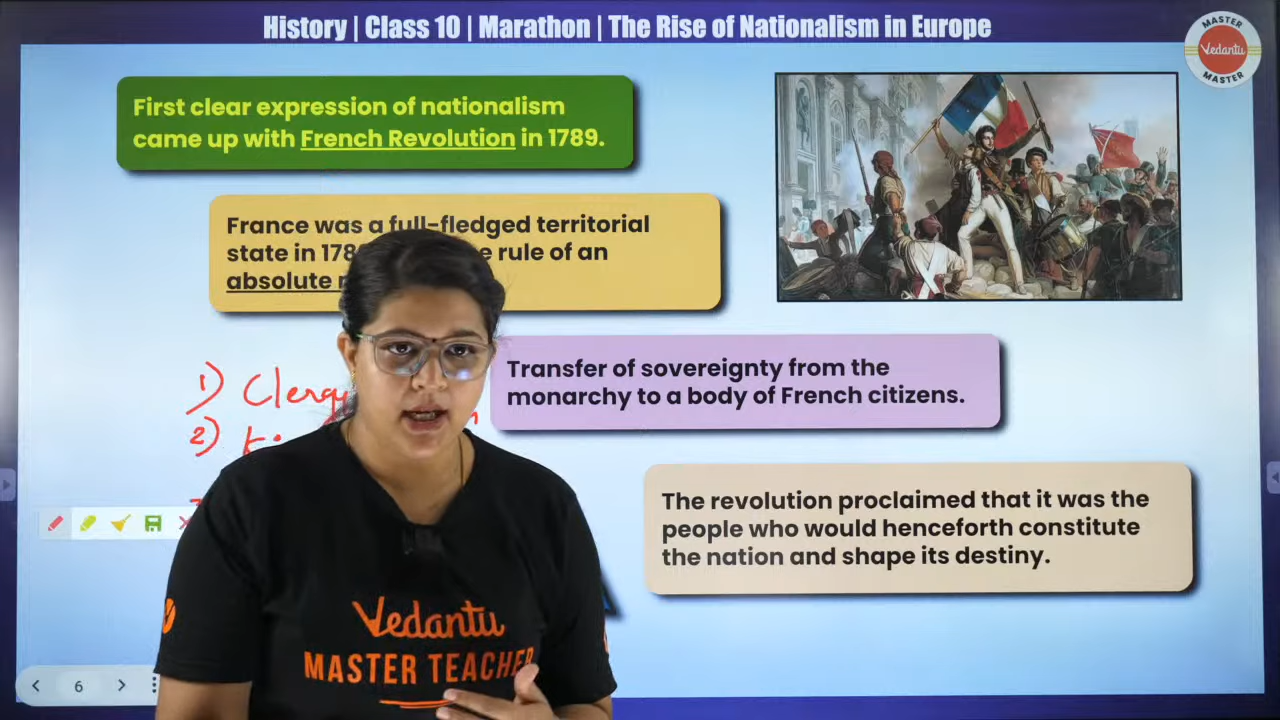 History | Class 10 | Marathon | The Rise of Nationalism in Europe
MASTER
Vedantu
MASTER
First clear expression of nationalism
came up with French Revolution in 1789.
France was a full-fledged territorial
state in rule of an
absolute
Transfer of sovereignty from the
monarchy to a body of French citizens.
1) Clergy
2)
The revolution proclaimed that it was the
people who would henceforth constitute
the nation and shape its destiny.
Vedantu
MASTER TEACHER
6